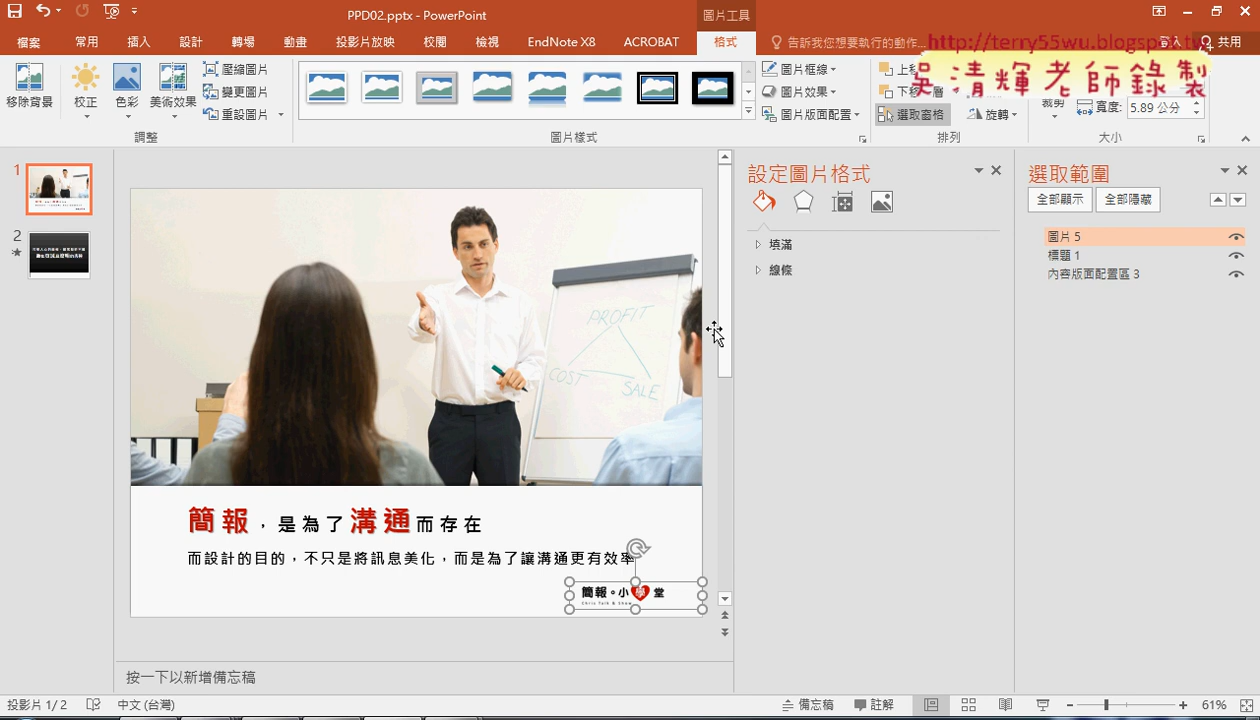 PPD02.pptx - PowerPoint
圖片工具
檔案
常用
插入
設計
轉場
動畫
投影片放映
校閱
檢視
EndNote X8
ACROBAT
格式
告訴我您想要執行的動作...
http://terry55wu.blogspot.tw
登入
共用
吳清輝老師錄製
移除背景
校正
色彩
美術效果
壓縮圖片
變更圖片
重設圖片
調整
圖片樣式
圖片框線
圖片效果
圖片版面配置
選取窗格
旋轉
排列
裁剪
寬度:
5.89 公分
大小
1
2
設定圖片格式
填滿
線條
選取範圍
全部顯示
全部隱藏
圖片 5
標題 1
內容版面配置區 3
PROFIT
COST
SALE
簡報，是為了溝通而存在
而設計的目的，不只是將訊息美化，而是為了讓溝通更有效率
簡報。小學堂
Chris Talk & Show
按一下以新增備忘稿
投影片 1/ 2
中文 (台灣)
備忘稿
註解
61%